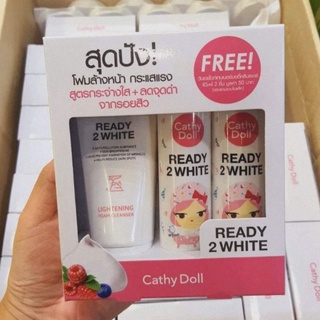 สุดปัง!
โฟมล้างหน้า กระแสแรง
สูตรกระจ่างใส+ลดจุดด่ำ
จากรอยสิว
FREE!
READY
2 WHITE
LIGHTENING
FOAM CLEANSER
Cathy Doll
READY
2 WHITE
Cathy Doll
READY
2 WHITE
READY
2 WHITE
Cathy Doll